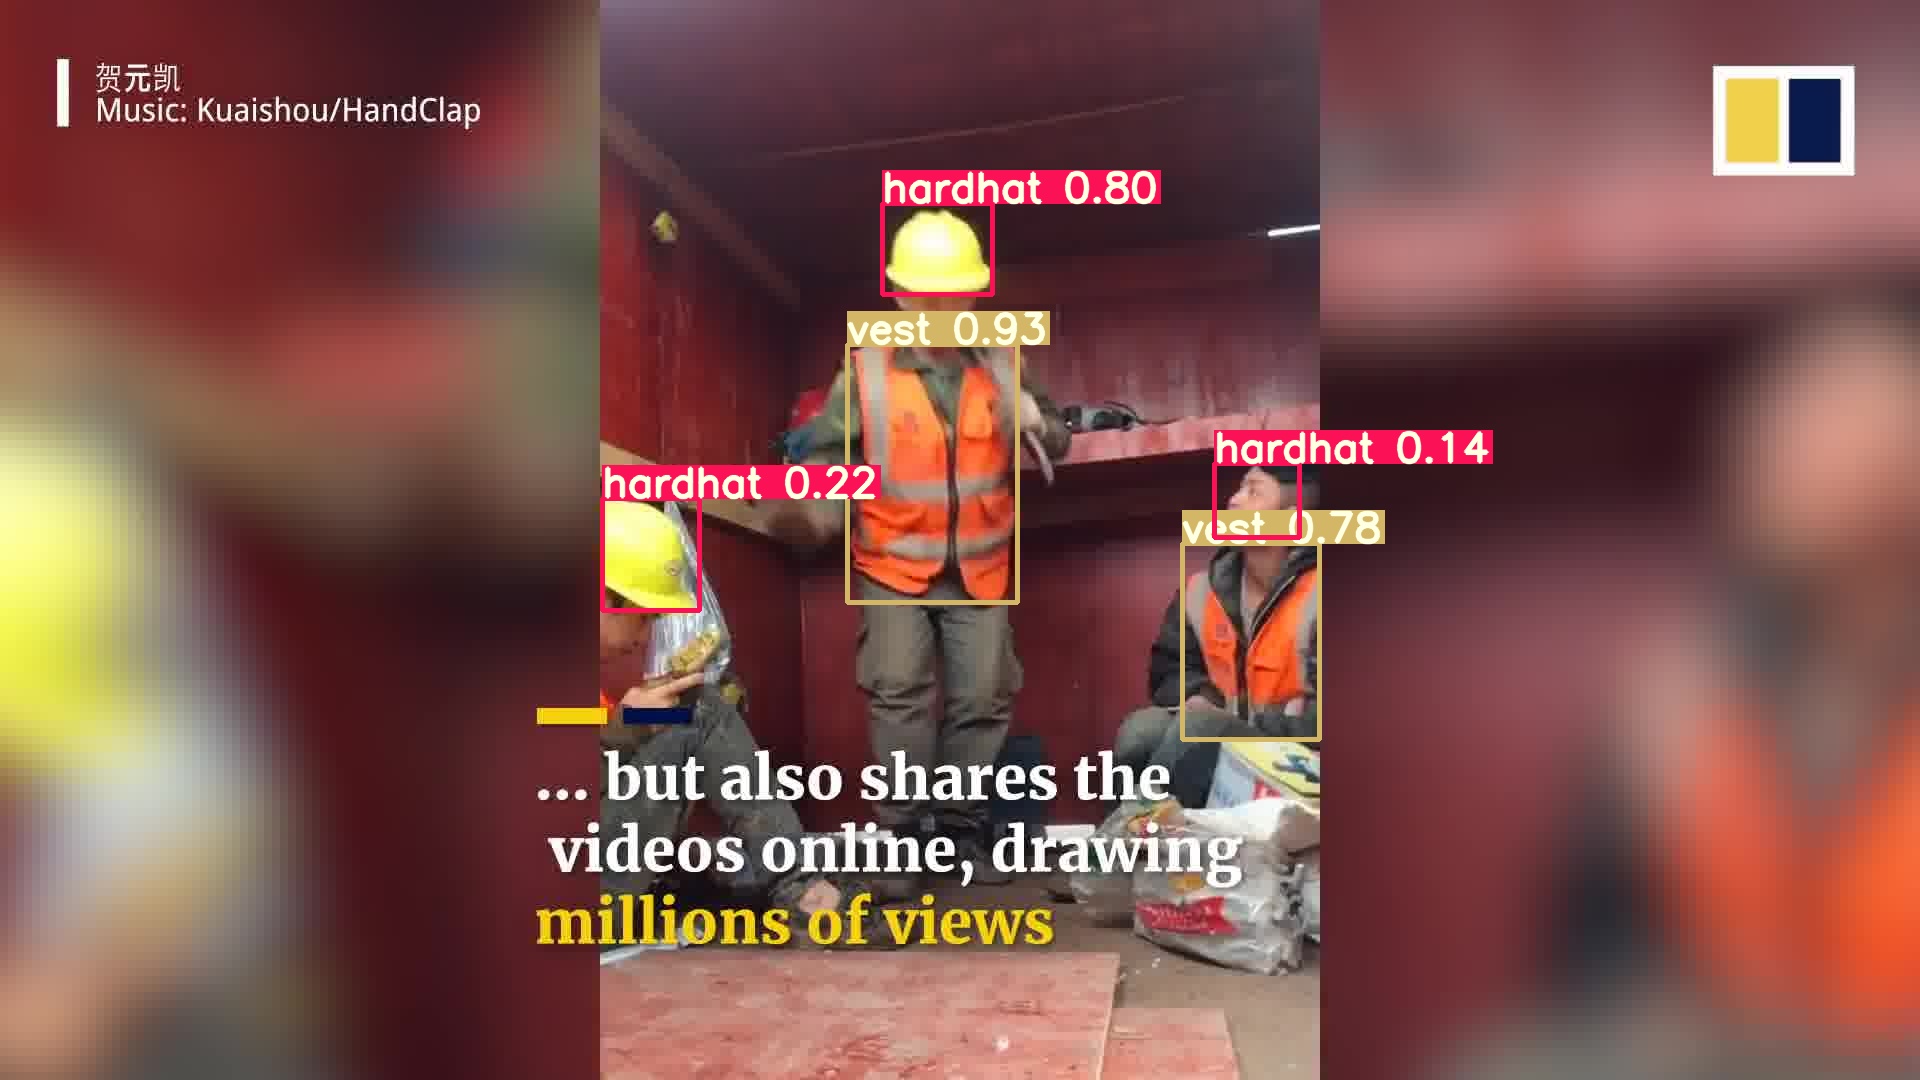 贺元凯
Music: Kuaishou/HandClap
hardhat 0.80
vest 0.93
hardhat 0.14
hardhat 0.22
vest 0.78
... but also shares the
videos online, drawing
millions of views